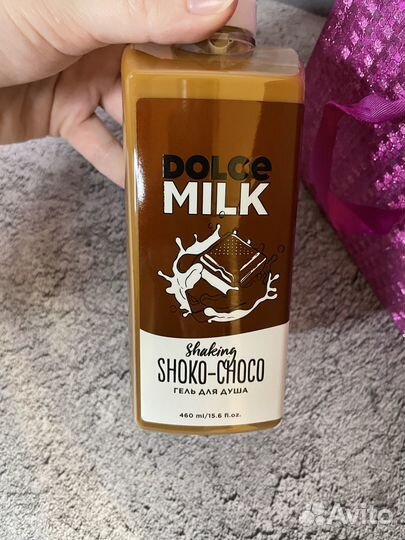 DOLCE
MILK
Shaking
SHOKO-CHOCO
ГЕЛЬ ДЛЯ ДУША
460 ml/15.6 fl.oz.
Avito